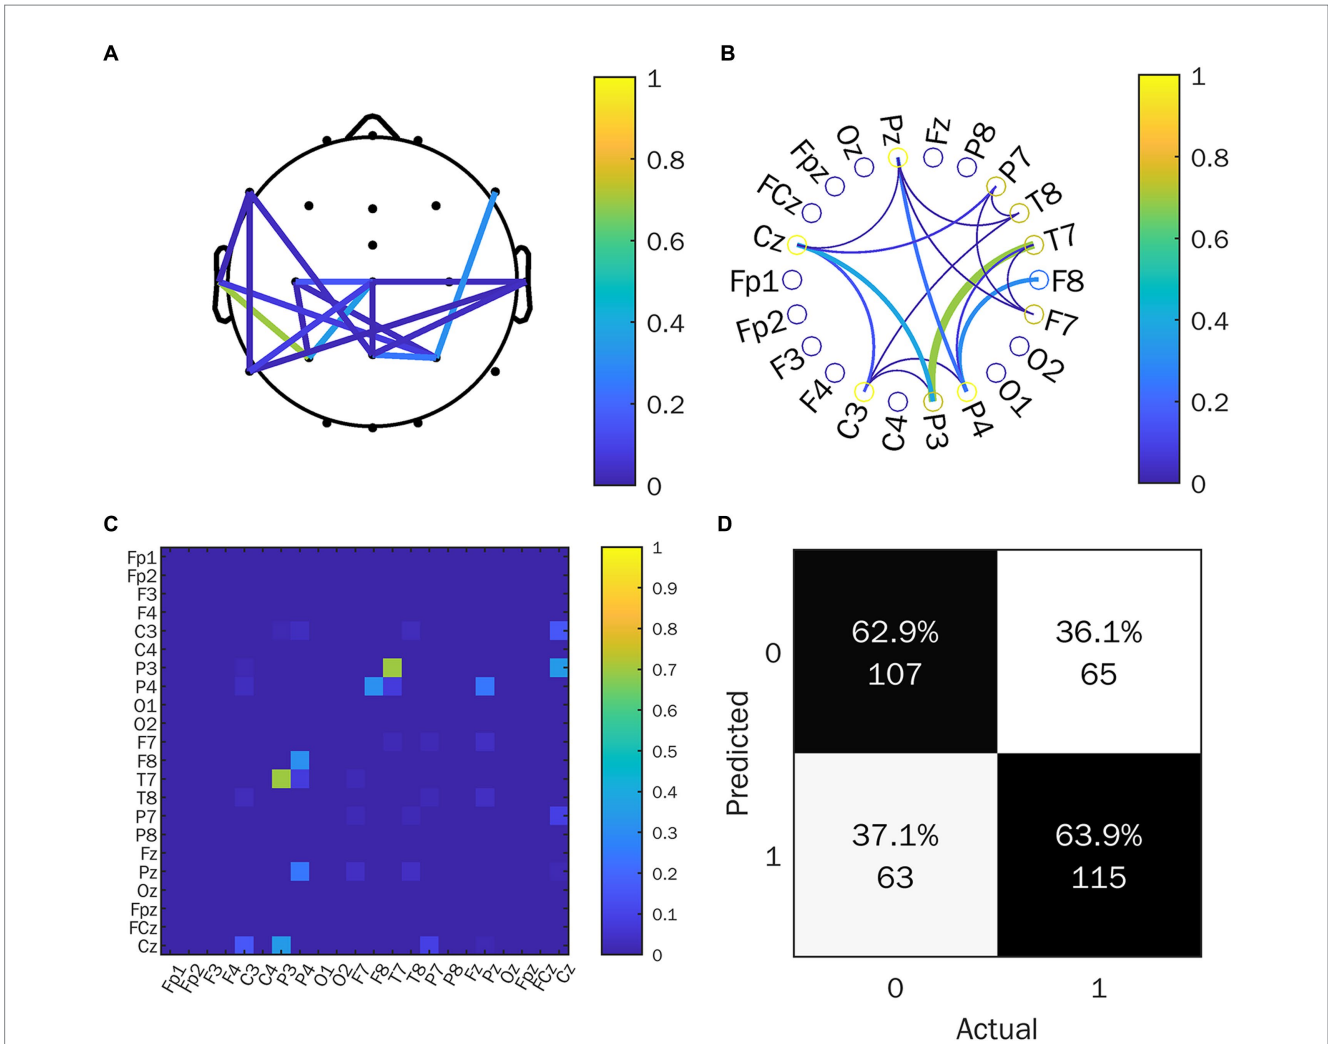 A
1
0.8
0.6
0.4
0.2
0
B
Pz
Fz
P8
P7
T8
T7
F8
F7
O2
O1
P4
P3
C4
C3
F4
F3
Fp2
Fp1
Cz
FCz
Fpz
Oz
1
0.8
0.6
0.4
0.2
0
C
Fp1
Fp2
F3
F4
C3
C4
P3
P4
O1
O2
F7
F8
T7
T8
P7
P8
Fz
Pz
Oz
Fpz
FCz
Cz
Fp1 Fp2 F3 F4 C3 C4 P3 P4 O1 O2 F7 F8 T7 T8 P7 P8 Fz Pz Oz Fpz FCz Cz
1
0.9
0.8
0.7
0.6
0.5
0.4
0.3
0.2
0.1
0
D
Predicted
0
62.9% 36.1%
107 65
1
37.1% 63.9%
63 115
0 1
Actual